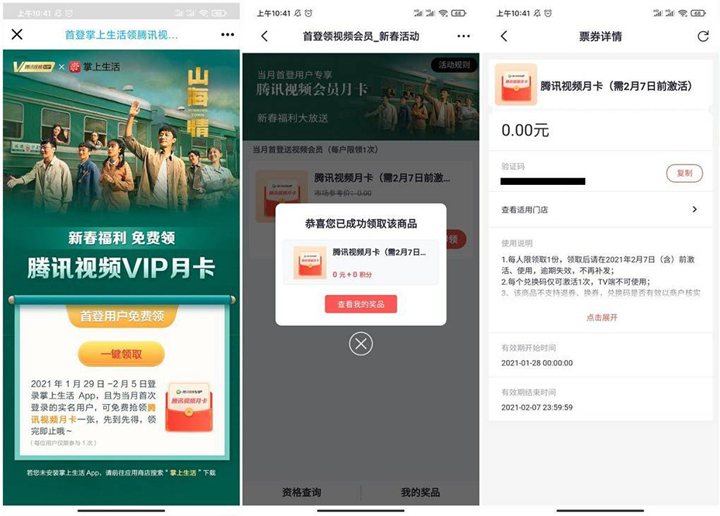 上午10:41
首登掌上生活领腾讯视...
腾讯视频VIP × 掌上生活
山海情
新春福利 免费领
腾讯视频VIP月卡
首登用户免费领
一键领取
2021年1月29日-2月5日登
录掌上生活 App，且为当月首次
登录的实名用户，可免费抢领腾
讯视频月卡一张，先到先得，领
完即止哦~
（每位用户仅限参与1次）
腾讯视频月卡
若您未安装掌上生活App，请前往应用商店搜索"掌上生活"下载
上午10:41
68
首登领视频会员_新春活动
活动规则
当月首登用户专享
腾讯视频会员月卡
新春福利大放送
当月首登送视频会员（每户限领1次）
腾讯视频月卡（需2月7日前激...
市场参考价：0.00
领
恭喜您已成功领取该商品
腾讯视频月卡（需2月7日...
0 元 + 0 积分
查看我的奖品
资格查询
我的奖品
上午10:41
68
票券详情
腾讯视频月卡（需2月7日前激活）
0.00元
验证码
复制
查看适用门店
使用说明
1.每人限领取1份，领取后请在2021年2月7日（含）前激
活、使用，逾期失效，不再补发；
2.每个兑换码仅可激活1次，TV端不可使用；
3、该商品不支持退券、换券，兑换码是否有效以商户核实
点击展开
有效期开始时间
2021-01-28 00:00:00
有效期结束时间
2021-02-07 23:59:59